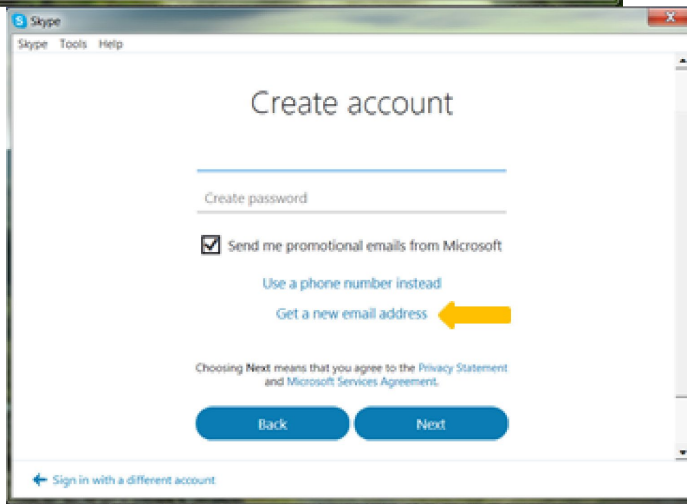 Skype
Skype Tools Help
Create account
Create password
Send me promotional emails from Microsoft
Use a phone number instead
Get a new email address
Choosing Next means that you agree to the Privacy Statement
and Microsoft Services Agreement.
Back Next
Sign in with a different account